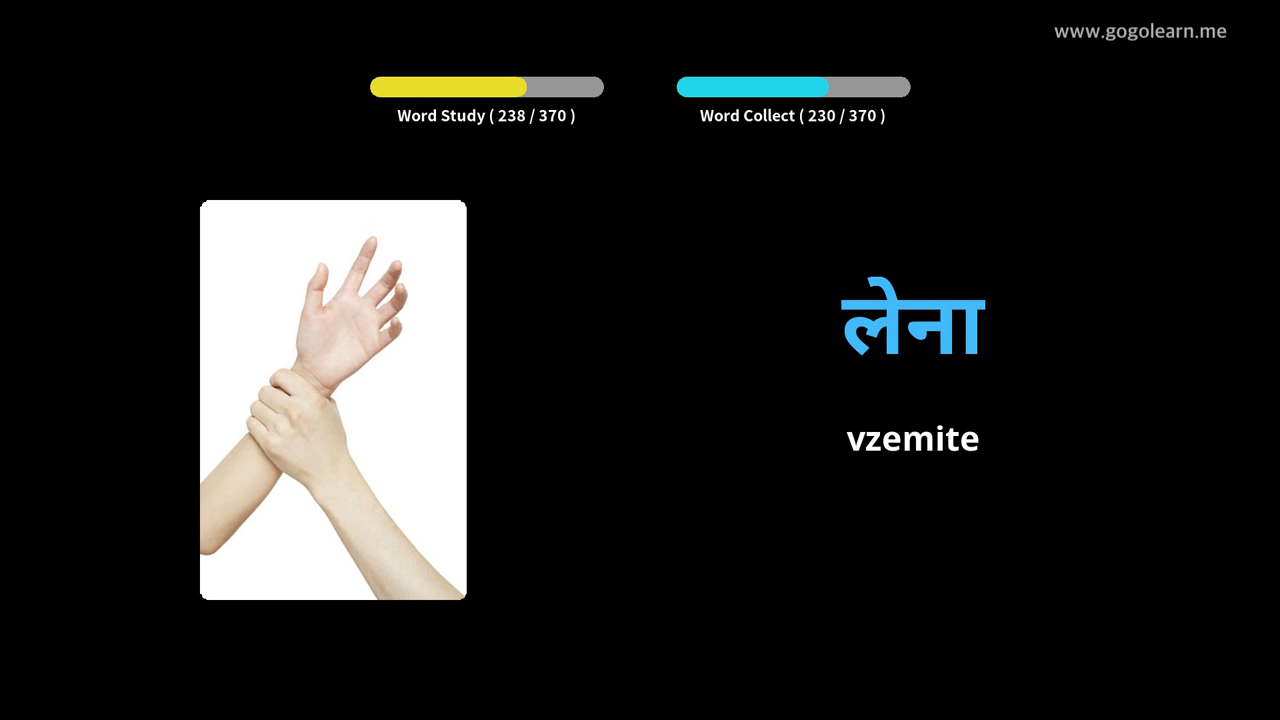 www.gogolearn.me
Word Study ( 238 / 370 )
Word Collect ( 230 / 370 )
लेना
vzemite